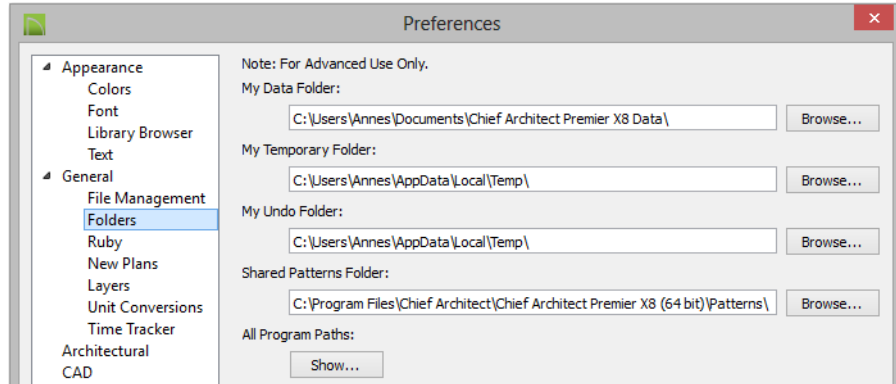 Preferences
Appearance
Colors
Font
Library Browser
Text
General
File Management
Folders
Ruby
New Plans
Layers
Unit Conversions
Time Tracker
Architectural
CAD
Note: For Advanced Use Only.
My Data Folder:
C:\Users\Annes\Documents\Chief Architect Premier X8 Data\ Browse...
My Temporary Folder:
C:\Users\Annes\AppData\Local\Temp\ Browse...
My Undo Folder:
C:\Users\Annes\AppData\Local\Temp\ Browse...
Shared Patterns Folder:
C:\Program Files\Chief Architect\Chief Architect Premier X8 (64 bit)\Patterns\ Browse...
All Program Paths:
Show...